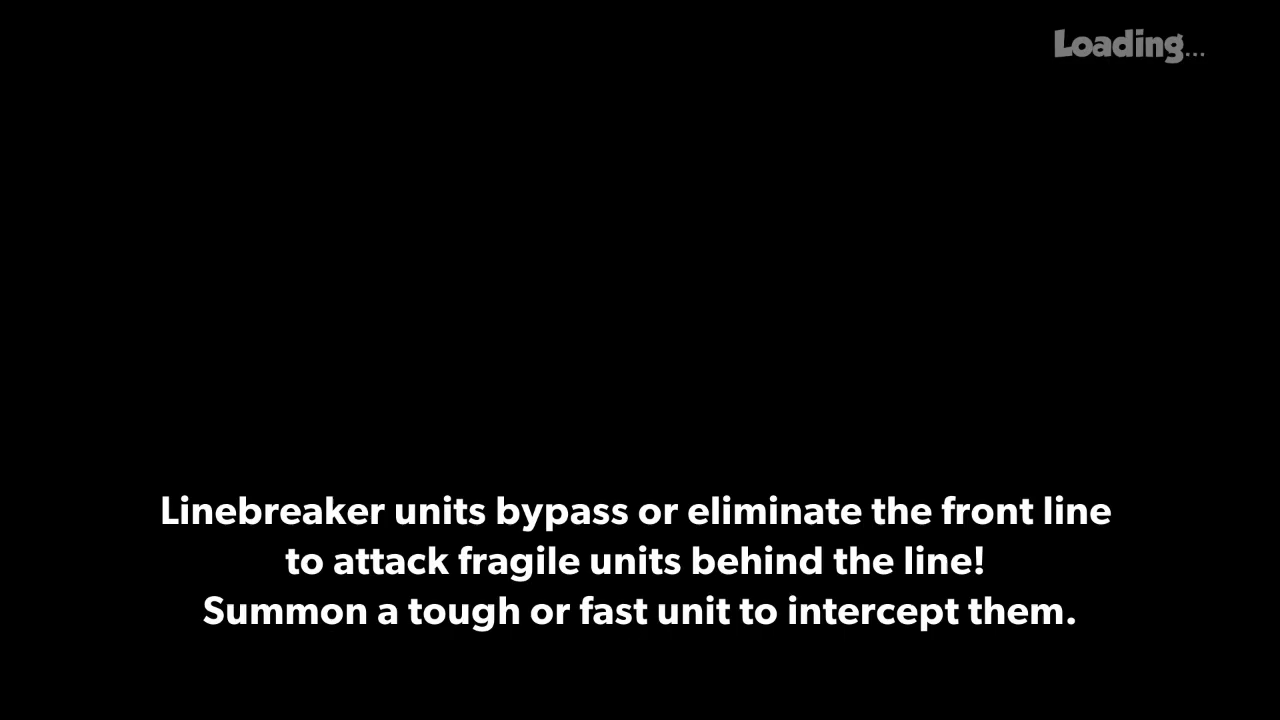 Loading...
Linebreaker units bypass or eliminate the front line
to attack fragile units behind the line!
Summon a tough or fast unit to intercept them.